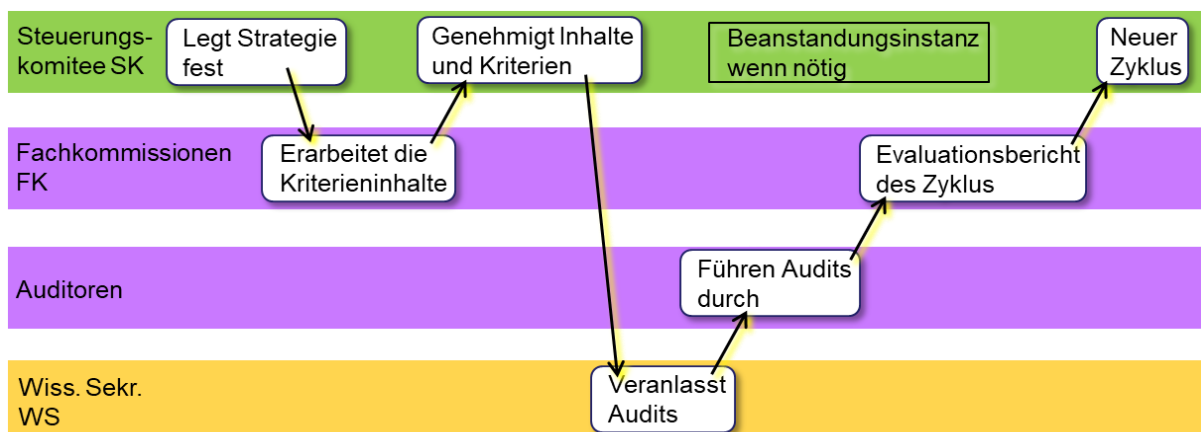 Steuerungs-
komitee SK
Legt Strategie
fest
Genehmigt Inhalte
und Kriterien
Beanstandungsinstanz
wenn nötig
Neuer
Zyklus
Fachkommissionen
FK
Erarbeitet die
Kriterieninhalte
Evaluationsbericht
des Zyklus
Auditoren
Führen Audits
durch
Wiss. Sekr.
WS
Veranlasst
Audits